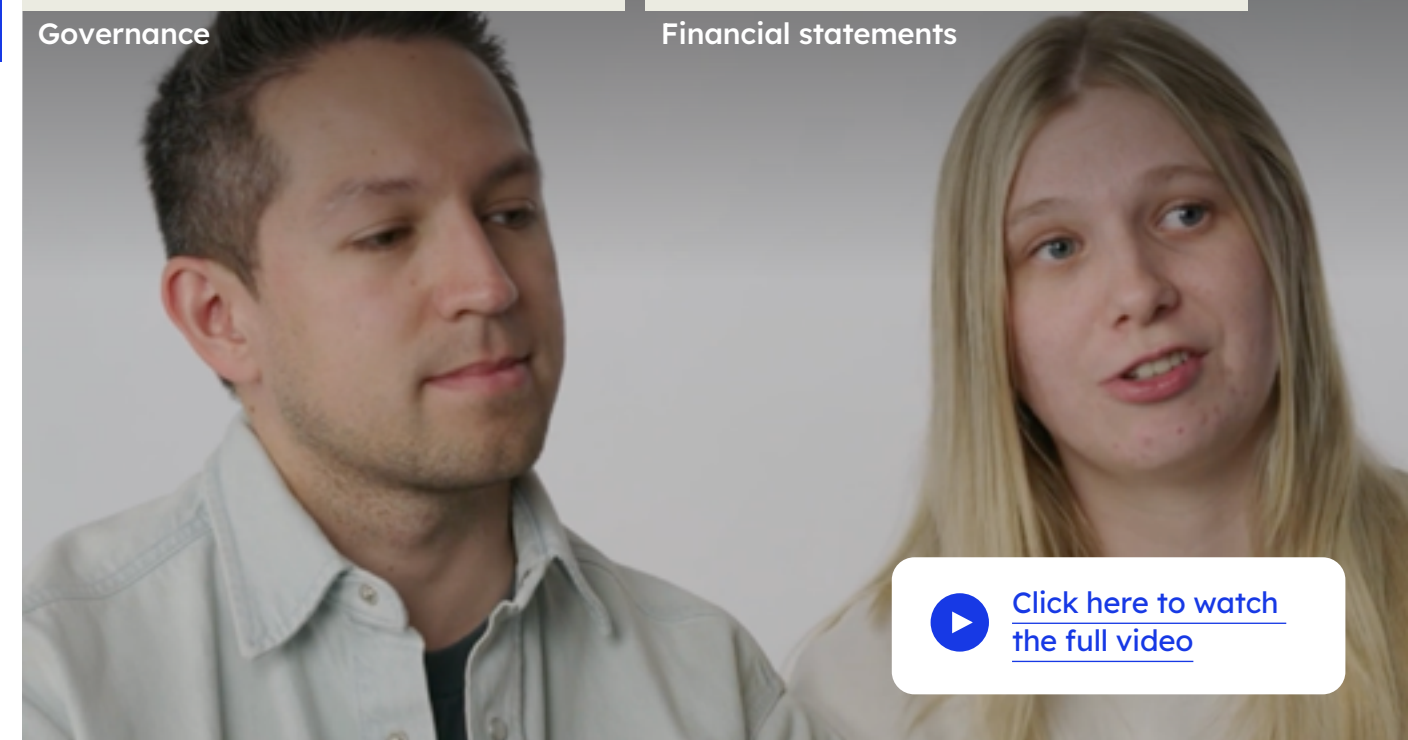 Governance
Financial statements
Click here to watch
the full video